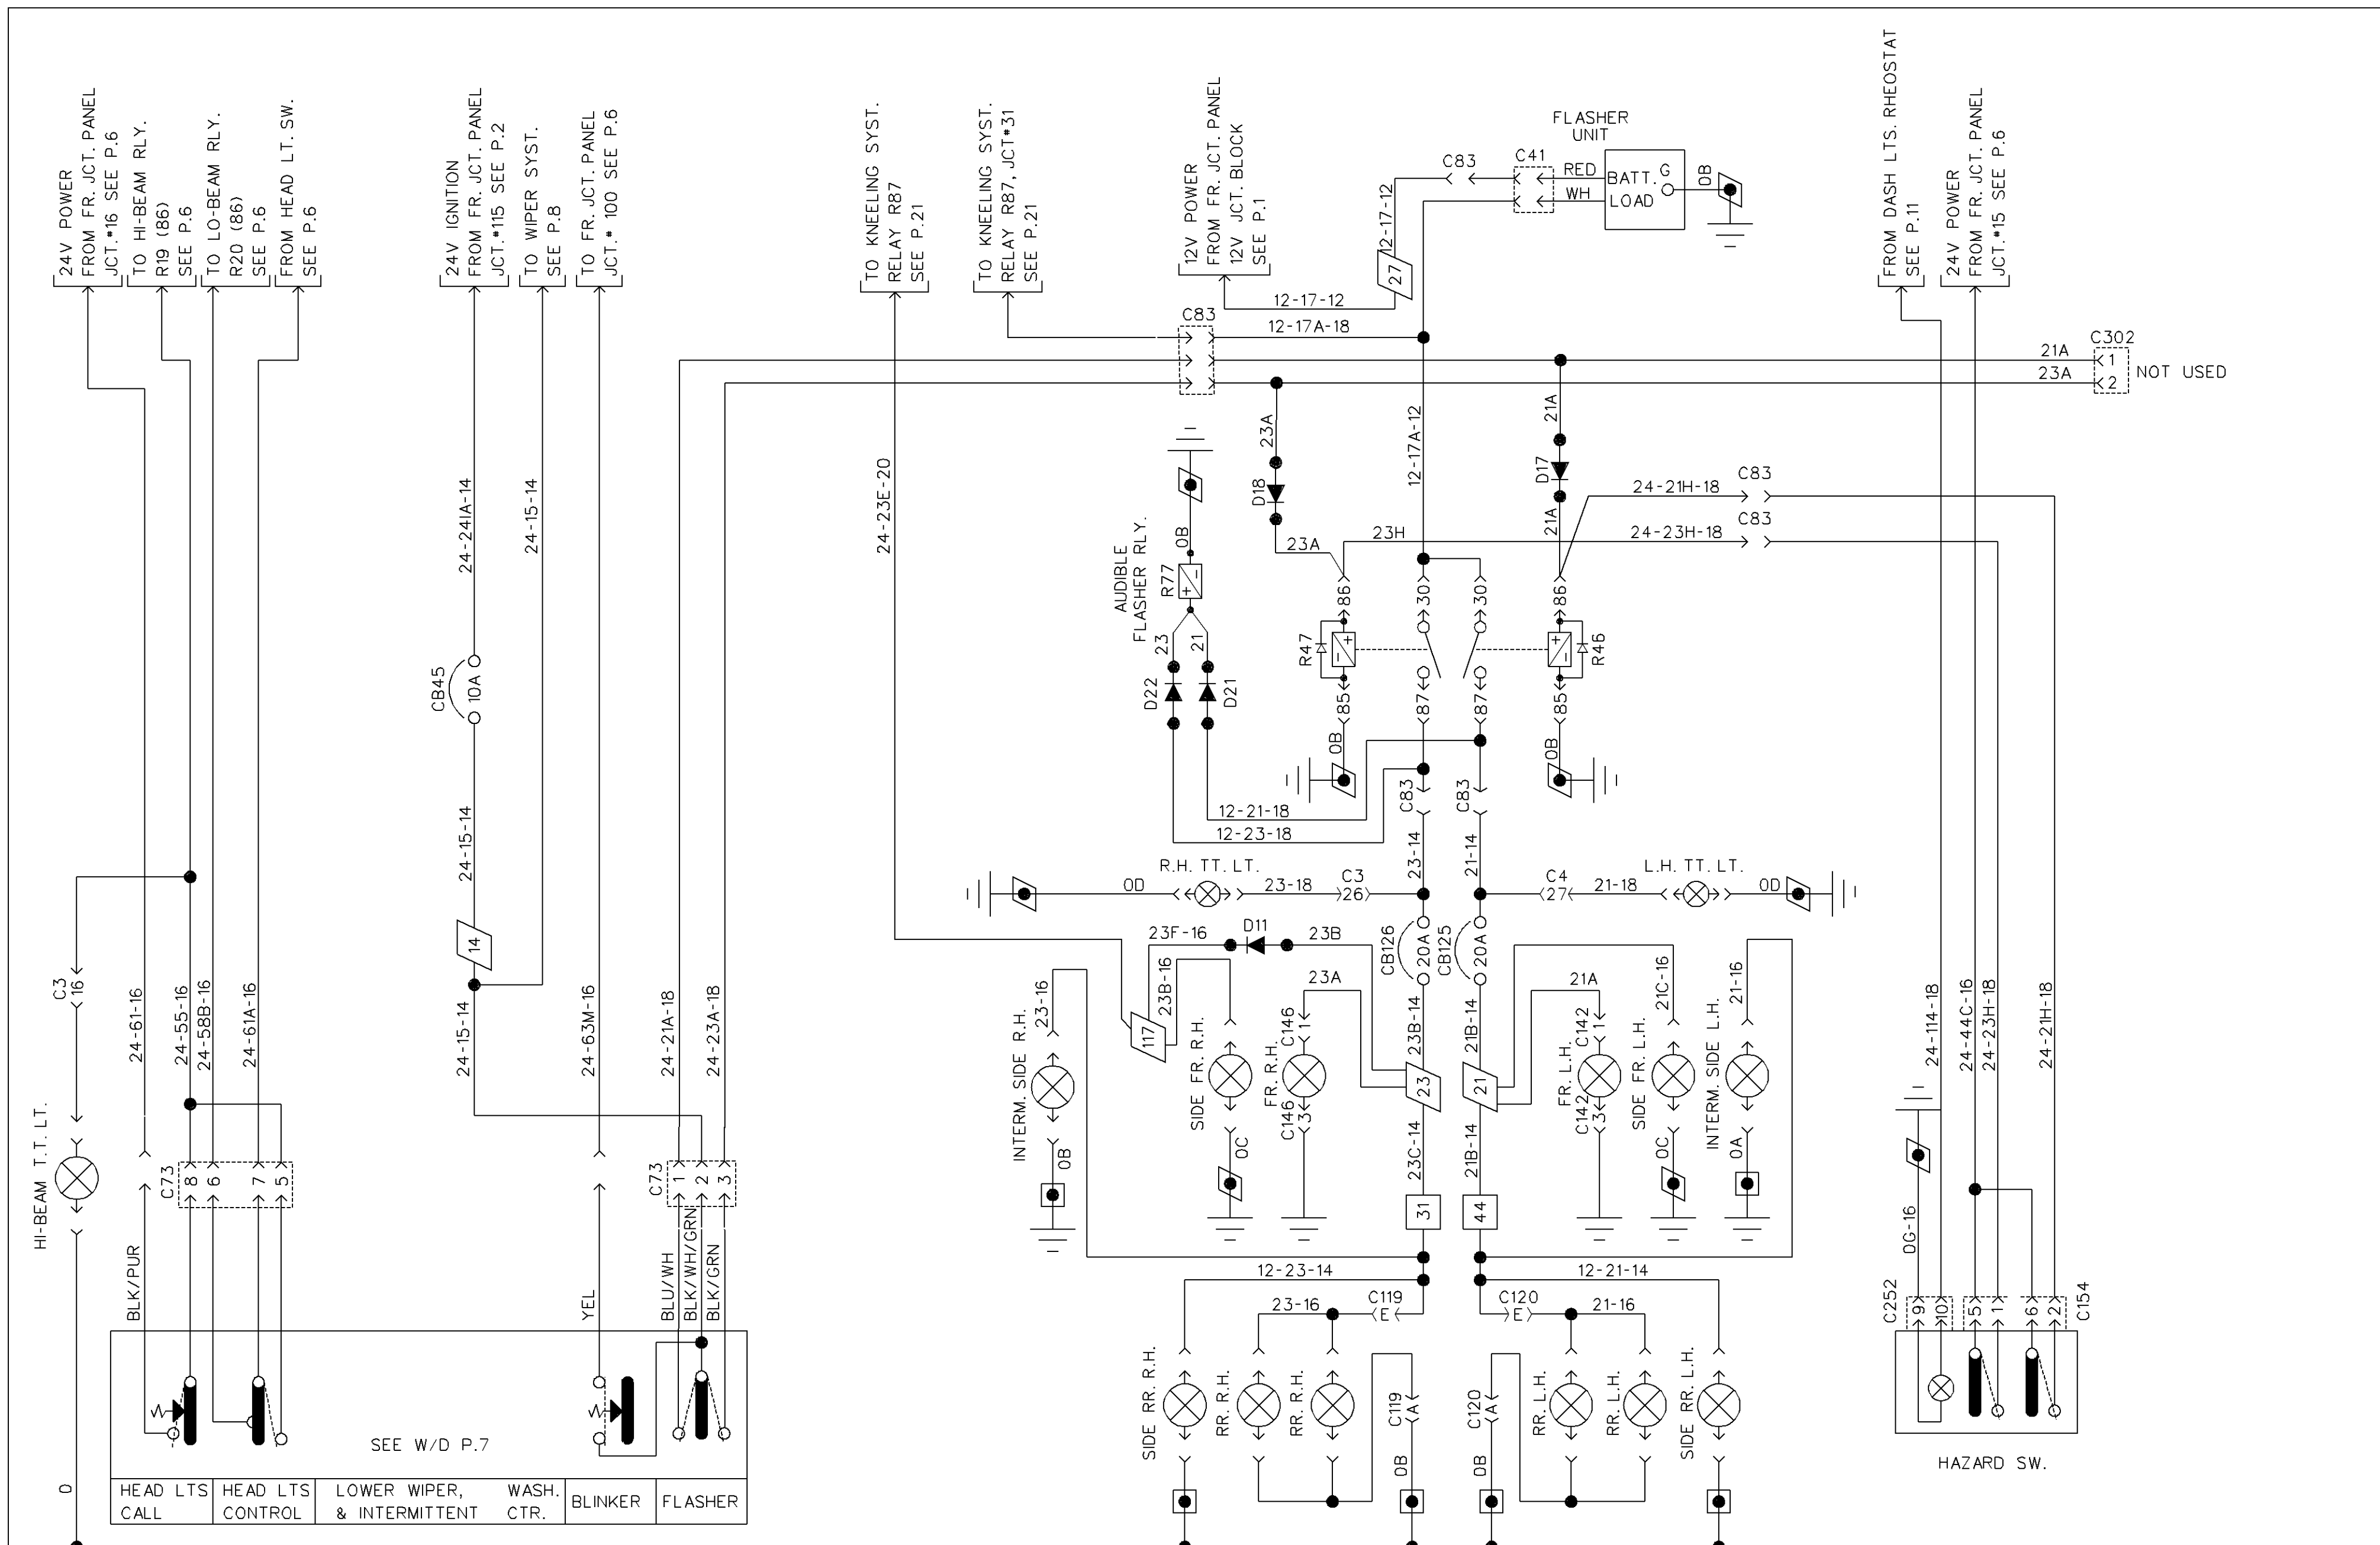 24V POWER
FROM FR. JCT. PANEL
JCT.#16 SEE P.6
TO HI-BEAM RLY.
R19 (86)
SEE P.6
TO LO-BEAM RLY.
R20 (86)
SEE P.6
FROM HEAD LT. SW.
SEE P.6
24V IGNITION
FROM FR. JCT. PANEL
JCT.#115 SEE P.2
TO WIPER SYST.
SEE P.8
TO FR. JCT. PANEL
JCT.# 100 SEE P.6
TO KNEELING SYST.
RELAY R87
SEE P.21
TO KNEELING SYST.
RELAY R87, JCT#31
SEE P.21
12V POWER
FROM FR. JCT. PANEL
12V JCT. BLOCK
SEE P.1
FLASHER
UNIT
C83
C41
RED
WH
BATT.
G
LOAD
0B
12-17-12
27
12-17-12
FROM DASH LTS. RHEOSTAT
SEE P.11
24V POWER
FROM FR. JCT. PANEL
JCT.#15 SEE P.6
C83
12-17A-18
C302
21A
1
23A
2
NOT USED
24-24IA-14
24-15-14
24-23E-20
23A
12-17A-12
21A
D18
D17
21A
24-21H-18
C83
24-23H-18
C83
23A
23H
AUDIBLE
FLASHER RLY.
0B
R77
+
-
23
21
D22
D21
86
30
30
86
R47
+
-
+
-
R46
85
87
87
85
0B
0B
CB45
10A
12-21-18
12-23-18
C83
C83
23-14
21-14
24-15-14
R.H. TT. LT.
0D
23-18
C3
26
C4
27
21-18
L.H. TT. LT.
0D
14
23F-16
D11
23B
CB126
20A
CB125
20A
C3
16
24-61-16
24-55-16
24-58B-16
24-61A-16
24-15-14
24-63M-16
24-21A-18
24-23A-18
23-16
117
23B-16
23A
23B-14
21B-14
21A
21C-16
21-16
24-114-18
24-44C-16
24-23H-18
24-21H-18
INTERM. SIDE R.H.
SIDE FR. R.H.
FR. R.H.
C146
1
C146
3
23
21
FR. L.H.
C142
1
C142
3
SIDE FR. L.H.
INTERM. SIDE L.H.
0B
0C
23C-14
21B-14
0C
0A
31
44
HI-BEAM T.T. LT.
C73
8
6
7
5
C73
1
2
3
BLK/PUR
YEL
BLU/WH
BLK/WH/GRN
BLK/GRN
12-23-14
12-21-14
23-16
C119
E
C120
E
21-16
0G-16
C252
9
10
5
1
6
2
C154
SIDE RR. R.H.
RR. R.H.
RR. R.H.
C119
A
C120
A
RR. L.H.
RR. L.H.
SIDE RR. L.H.
0B
0B
HAZARD SW.
SEE W/D P.7
0
HEAD LTS
CALL
HEAD LTS
CONTROL
LOWER WIPER,
& INTERMITTENT
WASH.
CTR.
BLINKER
FLASHER